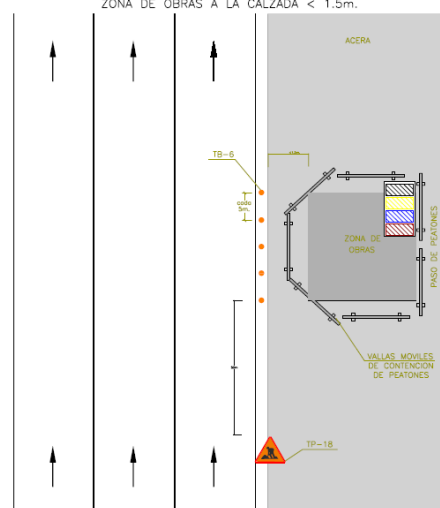 ZONA DE OBRAS A LA CALZADA < 1.5m.
ACERA
TB-6
cada
5m.
ZONA DE
OBRAS
PASO DE PEATONES
VALLAS MOVILES
DE CONTENCION
DE PEATONES
TP-18